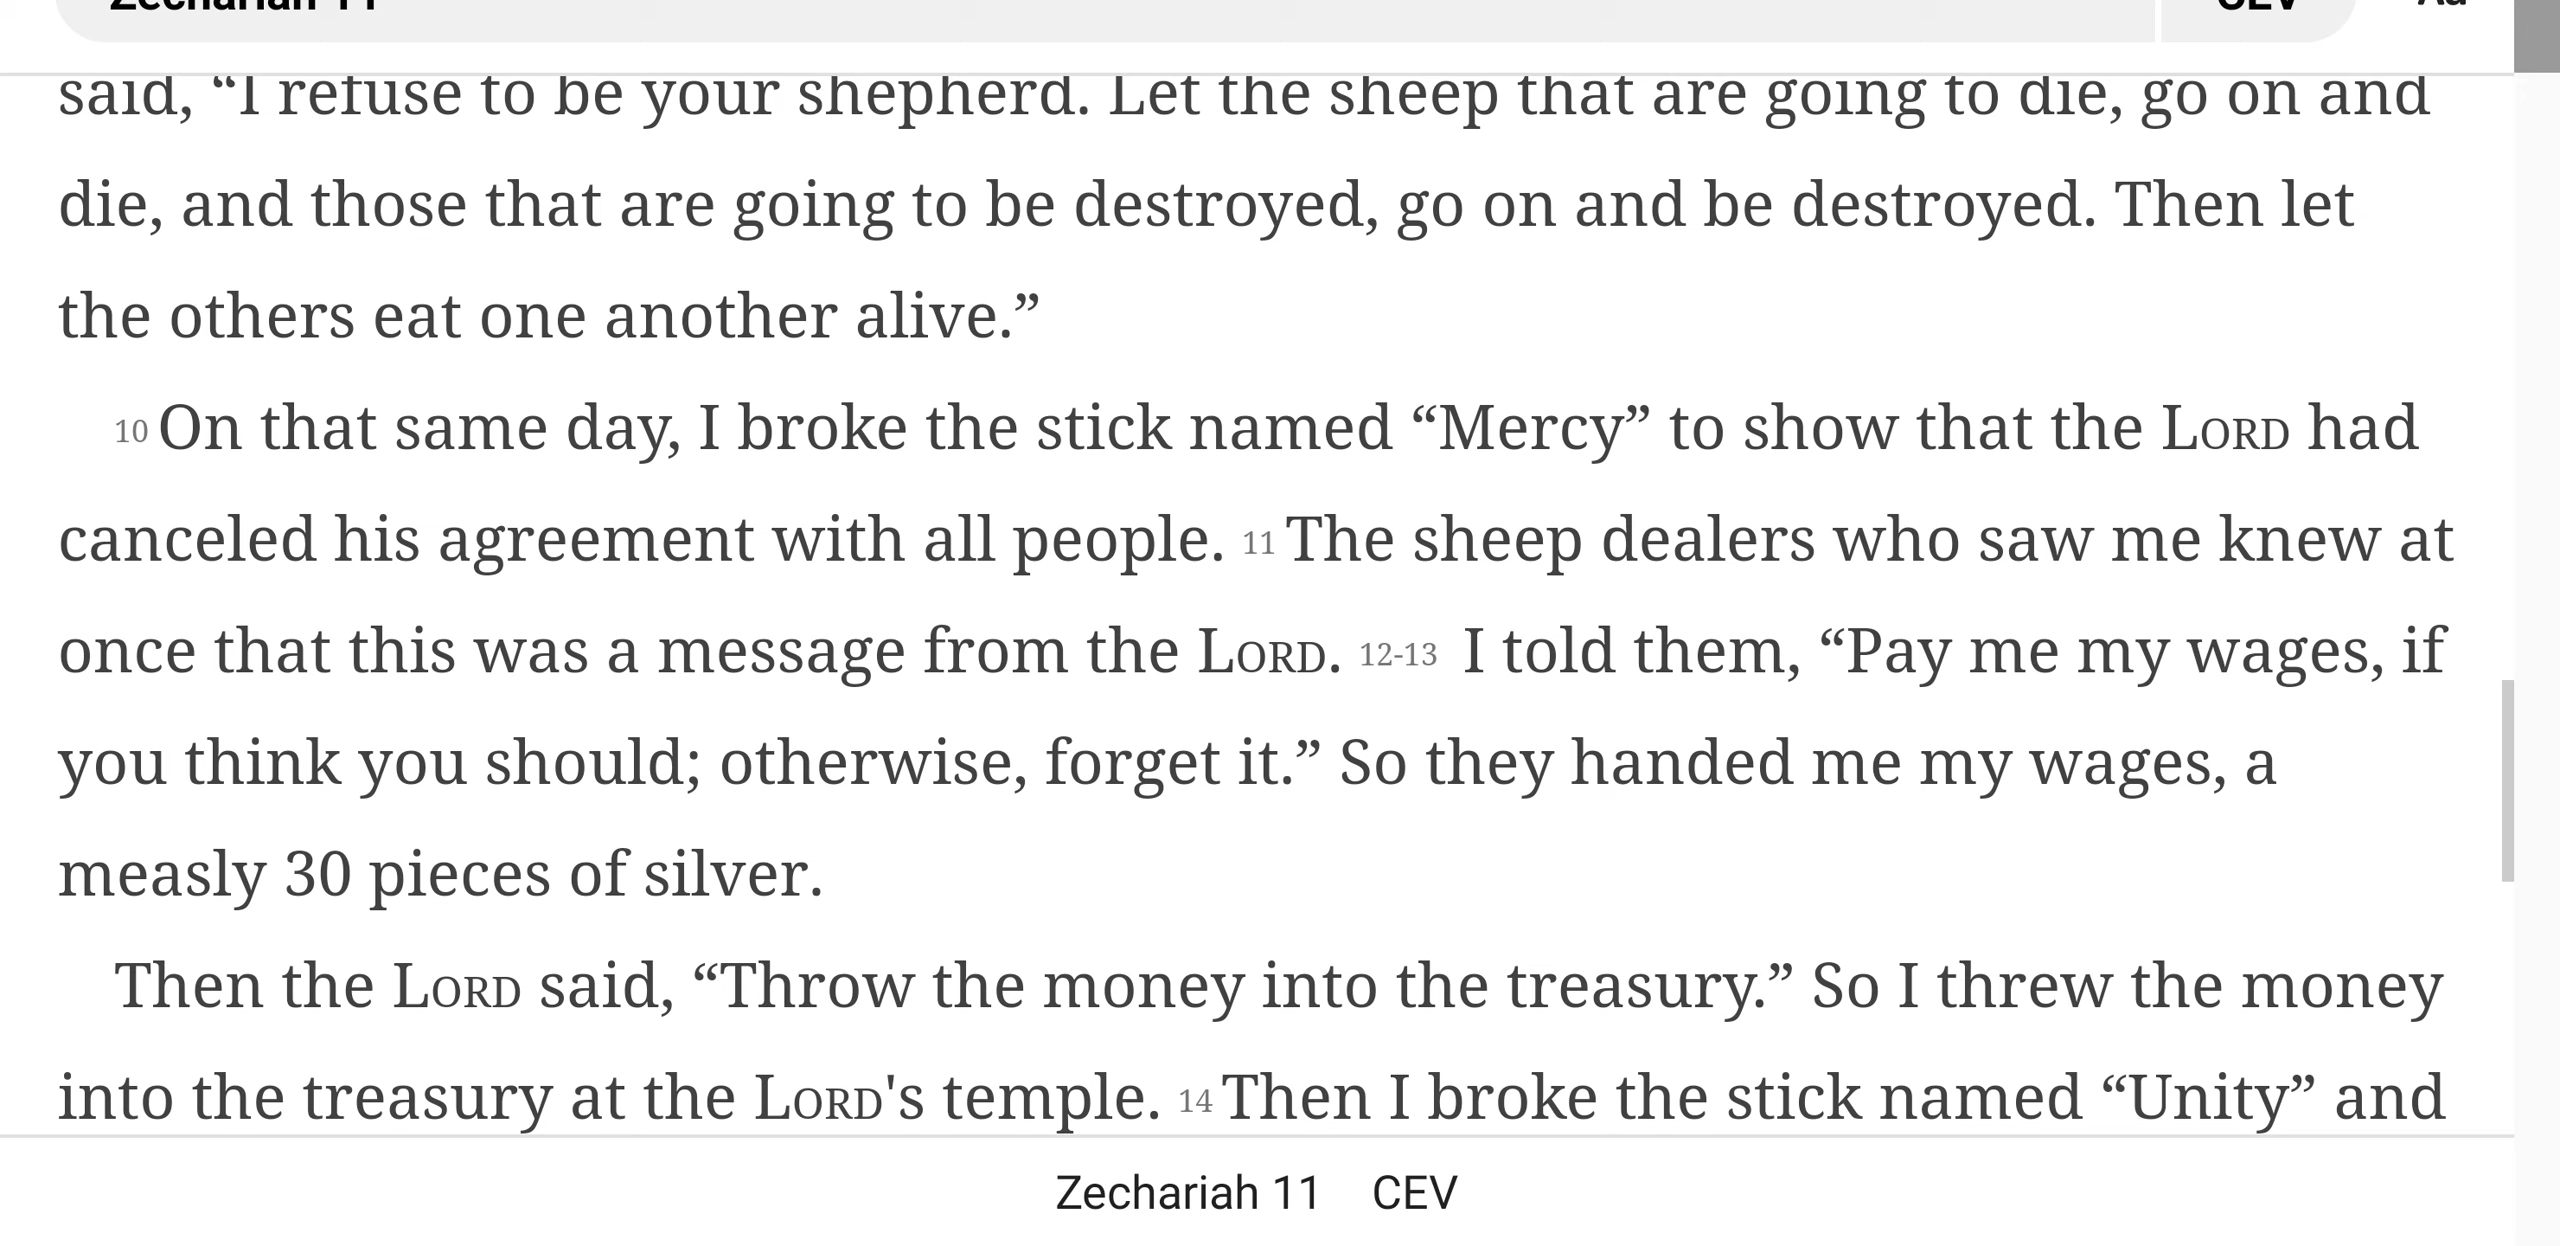 Zechariah 11 CEV Aa
said, “I refuse to be your shepherd. Let the sheep that are going to die, go on and
die, and those that are going to be destroyed, go on and be destroyed. Then let
the others eat one another alive.”
10 On that same day, I broke the stick named “Mercy” to show that the LORD had
canceled his agreement with all people. 11 The sheep dealers who saw me knew at
once that this was a message from the LORD. 12-13 I told them, “Pay me my wages, if
you think you should; otherwise, forget it.” So they handed me my wages, a
measly 30 pieces of silver.
Then the LORD said, “Throw the money into the treasury.” So I threw the money
into the treasury at the LORD's temple. 14 Then I broke the stick named “Unity” and
Zechariah 11 CEV